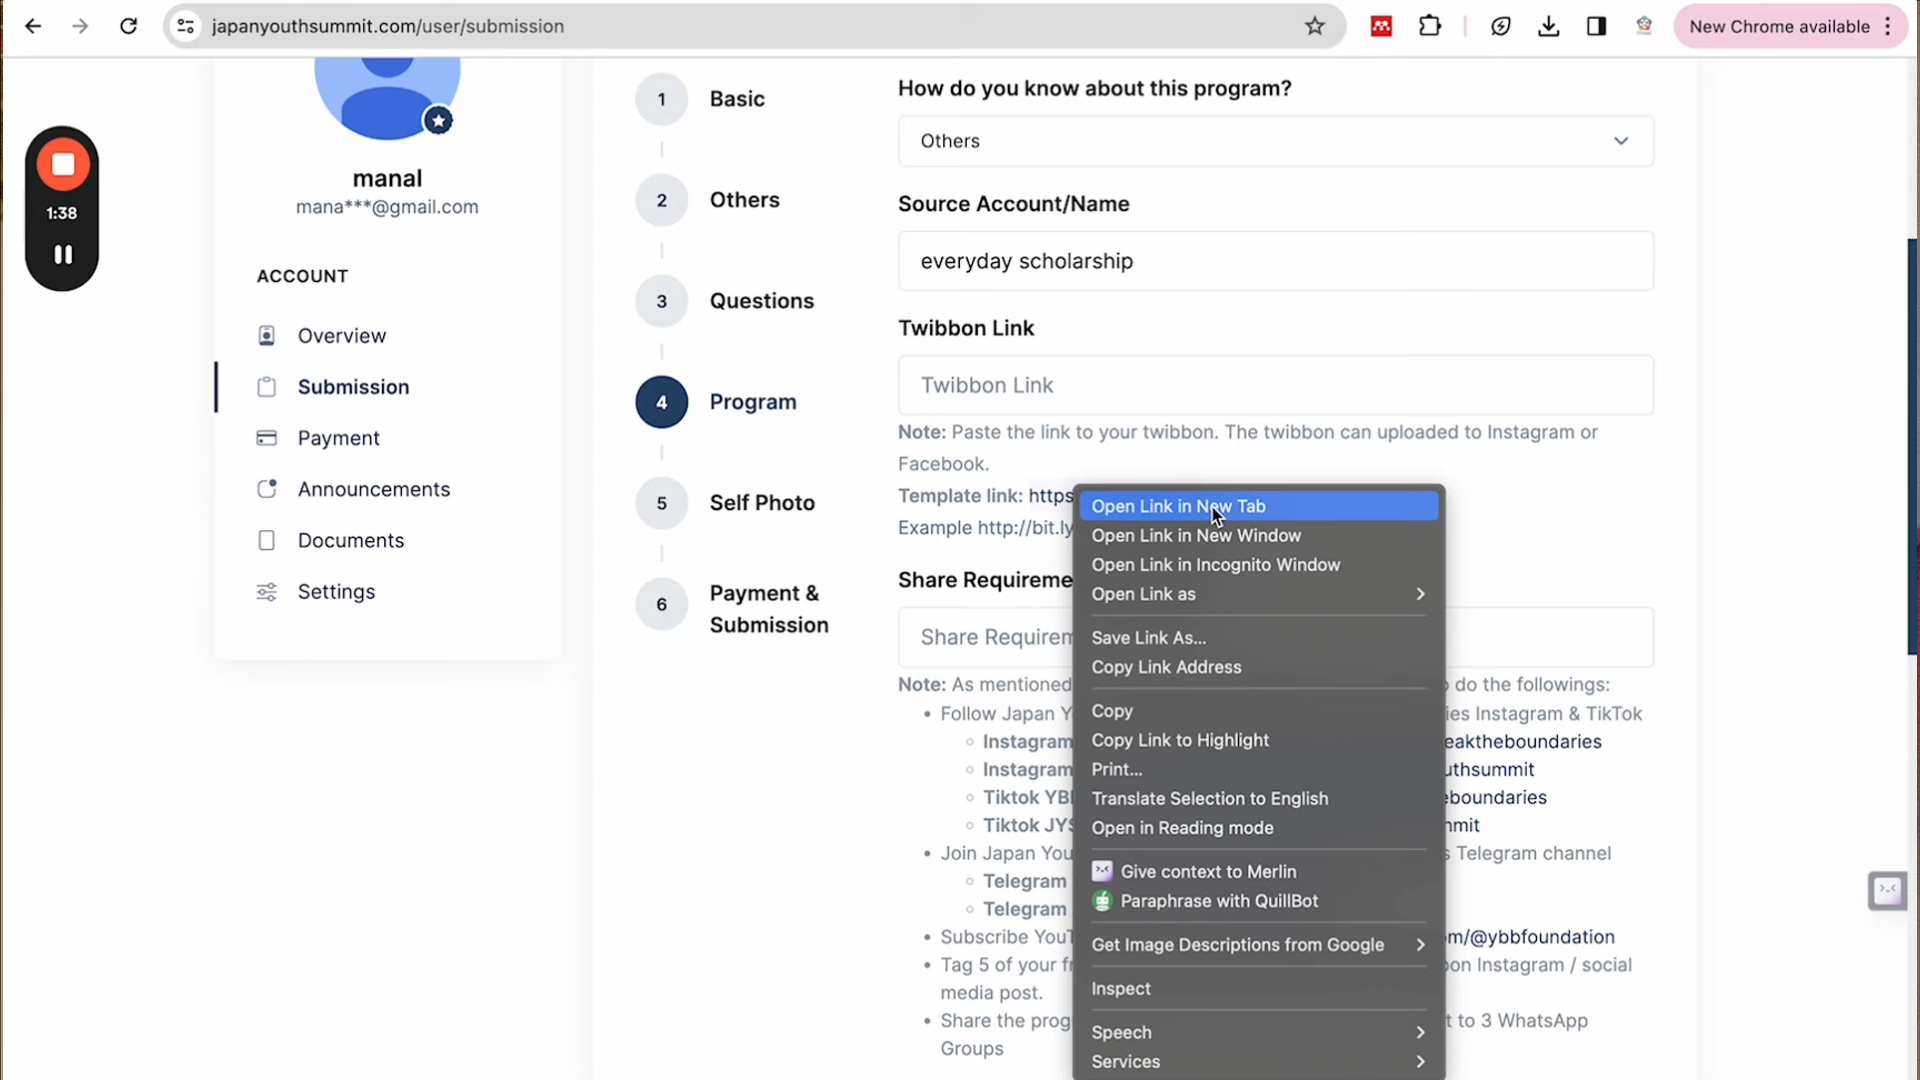 japanyouthsummit.com/user/submission
New Chrome available
1:38
manal
mana***@gmail.com
ACCOUNT
Overview
Submission
Payment
Announcements
Documents
Settings
1 Basic
2 Others
3 Questions
4 Program
5 Self Photo
6 Payment &
Submission
How do you know about this program?
Others
Source Account/Name
everyday scholarship
Twibbon Link
Twibbon Link
Note: Paste the link to your twibbon. The twibbon can uploaded to Instagram or
Facebook.
Template link: https
Example http://bit.ly
Share Requireme
Share Requirem
Note: As mentioned do the followings:
Follow Japan Y ies Instagram & TikTok
Instagram eaktheboundaries
Instagram uthsummit
Tiktok YB boundaries
Tiktok JYS mmit
Join Japan You s Telegram channel
Telegram
Telegram
Subscribe YouT m/@ybbfoundation
Tag 5 of your fr on Instagram / social
media post.
Share the prog t to 3 WhatsApp
Groups
Open Link in New Tab
Open Link in New Window
Open Link in Incognito Window
Open Link as
Save Link As...
Copy Link Address
Copy
Copy Link to Highlight
Print...
Translate Selection to English
Open in Reading mode
Give context to Merlin
Paraphrase with QuillBot
Get Image Descriptions from Google
Inspect
Speech
Services